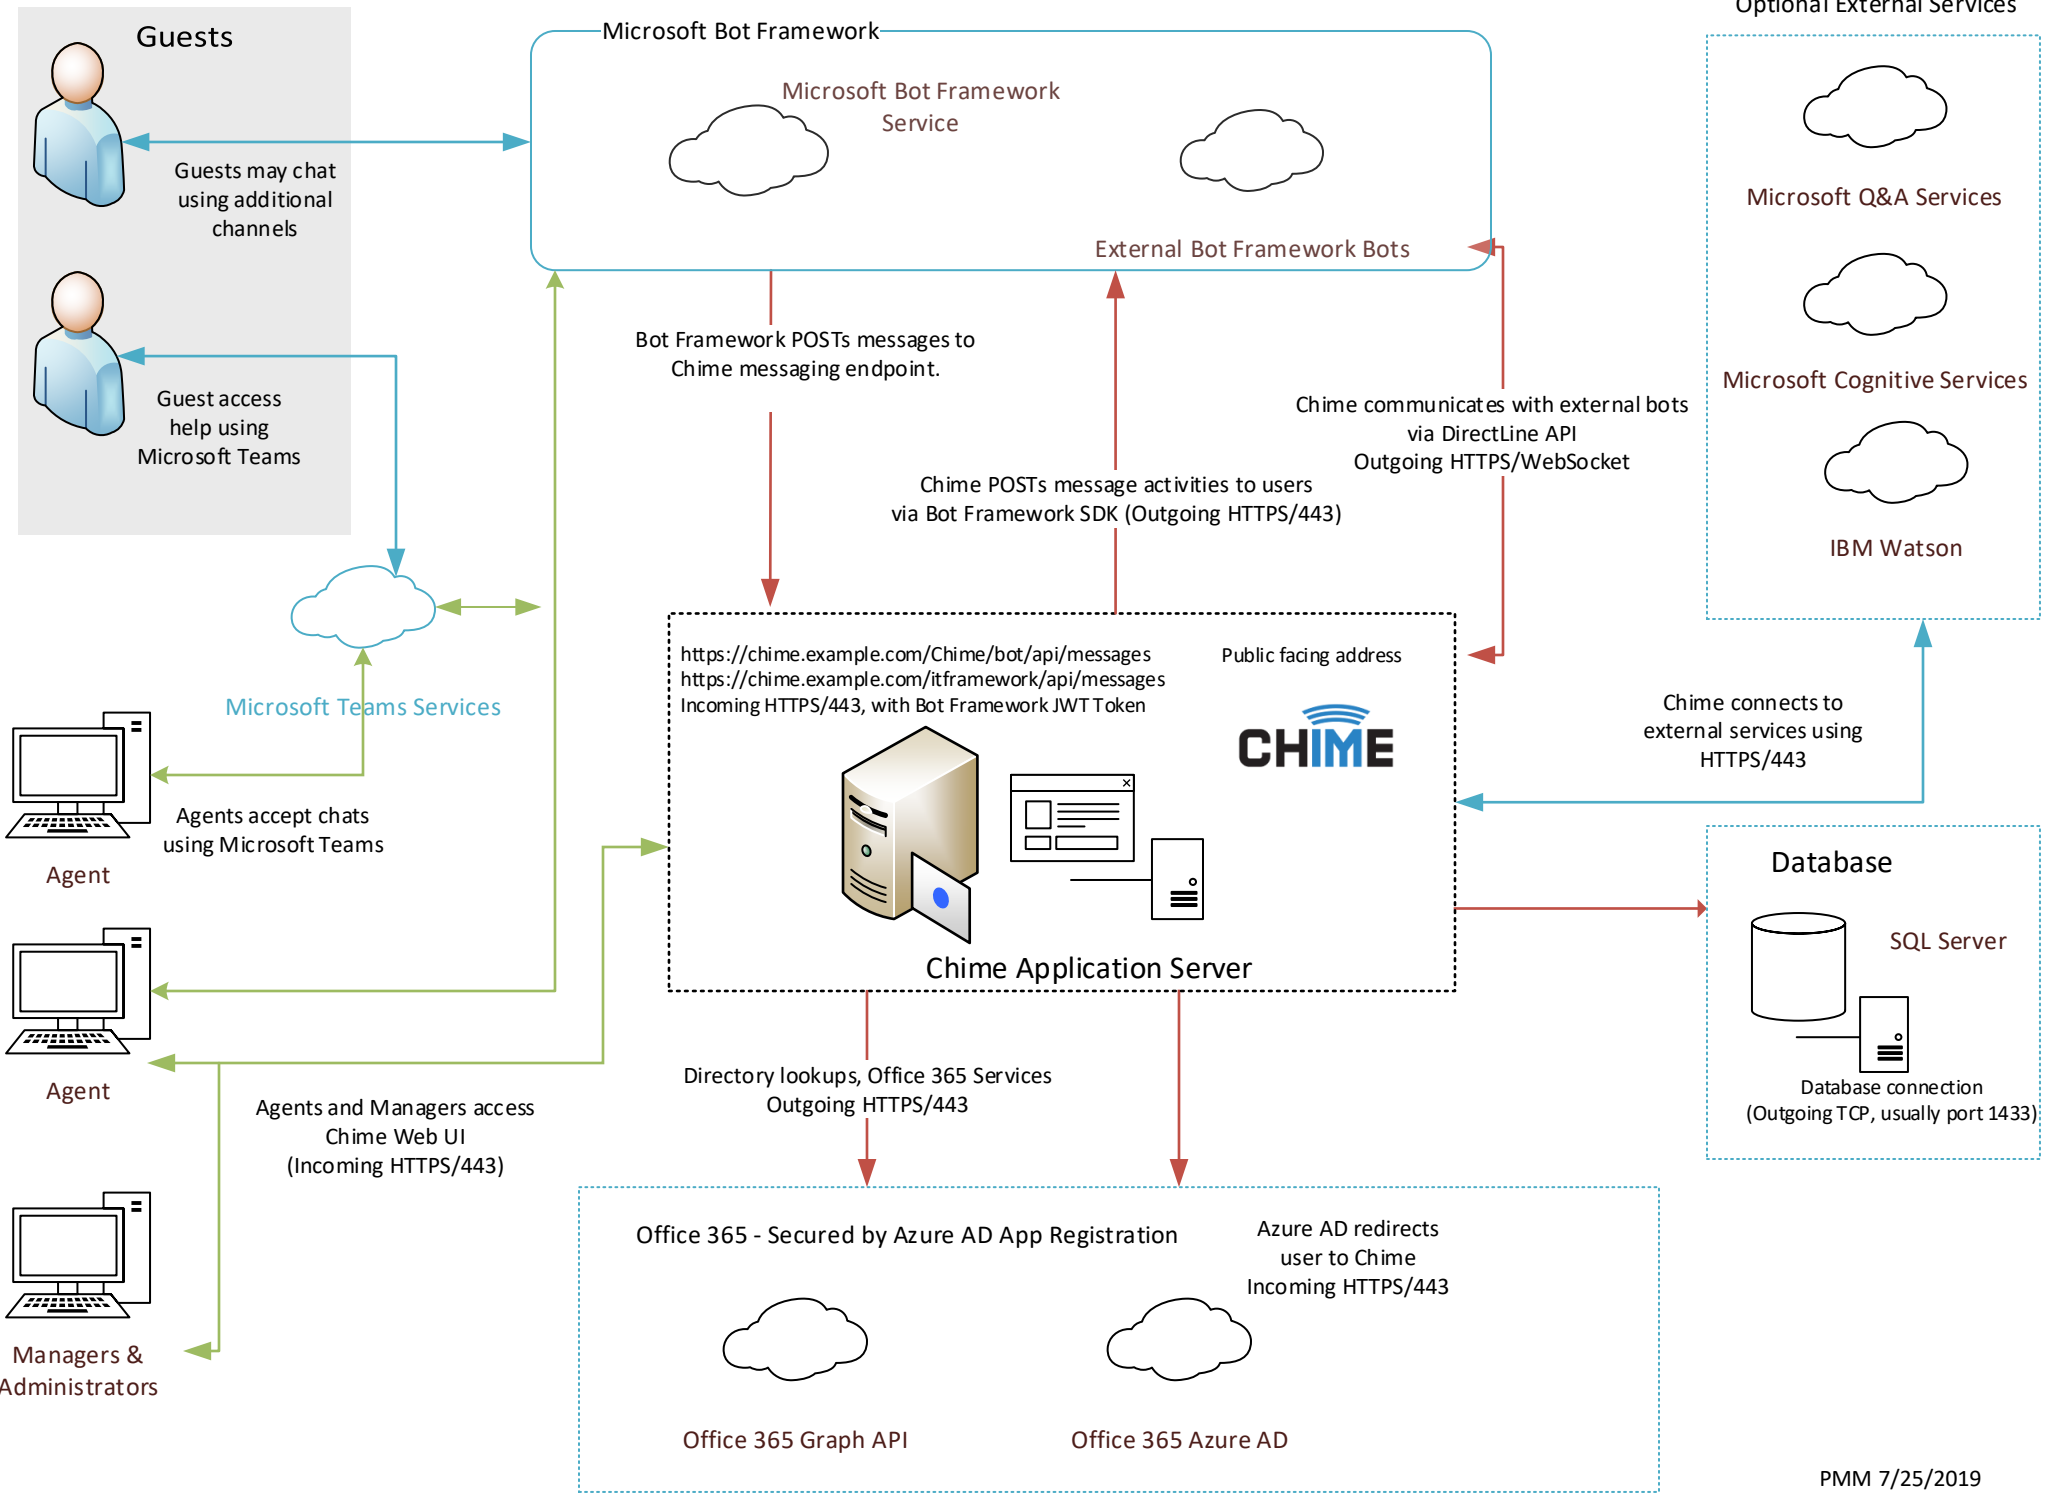 Guests
Guests may chat
using additional
channels
Guest access
help using
Microsoft Teams
Microsoft Bot Framework
Microsoft Bot Framework
Service
External Bot Framework Bots
Optional External Services
Microsoft Q&A Services
Microsoft Cognitive Services
IBM Watson
Bot Framework POSTs messages to
Chime messaging endpoint.
Chime POSTs message activities to users
via Bot Framework SDK (Outgoing HTTPS/443)
Chime communicates with external bots
via DirectLine API
Outgoing HTTPS/WebSocket
Microsoft Teams Services
https://chime.example.com/Chime/bot/api/messages
https://chime.example.com/itframework/api/messages
Incoming HTTPS/443, with Bot Framework JWT Token
Public facing address
CHIME
Chime Application Server
Chime connects to
external services using
HTTPS/443
Agents accept chats
using Microsoft Teams
Agent
Agent
Agents and Managers access
Chime Web UI
(Incoming HTTPS/443)
Managers &
Administrators
Database
SQL Server
Database connection
(Outgoing TCP, usually port 1433)
Directory lookups, Office 365 Services
Outgoing HTTPS/443
Office 365 - Secured by Azure AD App Registration
Azure AD redirects
user to Chime
Incoming HTTPS/443
Office 365 Graph API
Office 365 Azure AD
PMM 7/25/2019